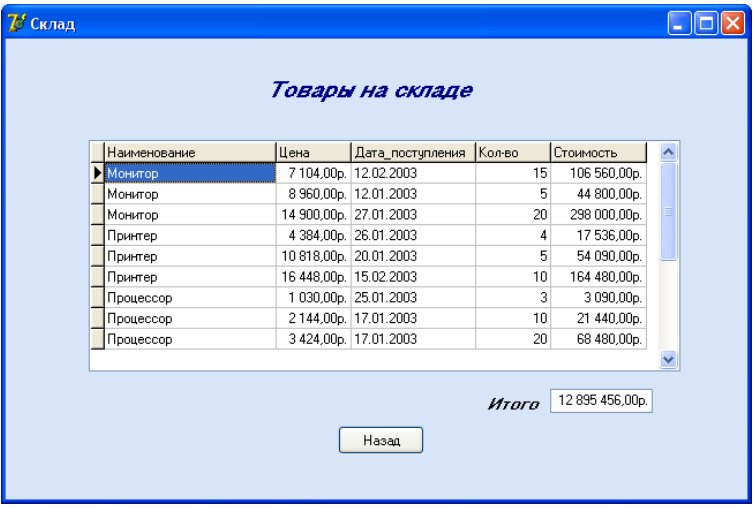 Склад
Товары на складе
Наименование Цена Дата_поступления Кол-во Стоимость
Монитор 7 104,00р. 12.02.2003 15 106 560,00р.
Монитор 8 960,00р. 12.01.2003 5 44 800,00р.
Монитор 14 900,00р. 27.01.2003 20 298 000,00р.
Принтер 4 384,00р. 26.01.2003 4 17 536,00р.
Принтер 10 818,00р. 20.01.2003 5 54 090,00р.
Принтер 16 448,00р. 15.02.2003 10 164 480,00р.
Процессор 1 030,00р. 25.01.2003 3 3 090,00р.
Процессор 2 144,00р. 17.01.2003 10 21 440,00р.
Процессор 3 424,00р. 17.01.2003 20 68 480,00р.
Итого 12 895 456,00р.
Назад